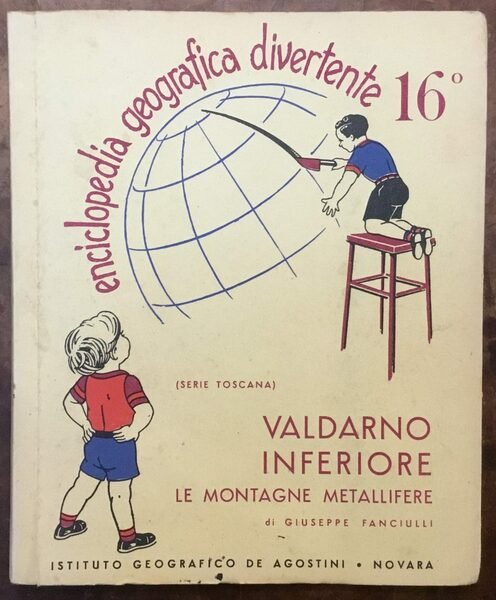 enciclopedia geografica divertente 16°
(SERIE TOSCANA)
VALDARNO
INFERIORE
LE MONTAGNE METALLIFERE
di GIUSEPPE FANCIULLI
ISTITUTO GEOGRAFICO DE AGOSTINI • NOVARA